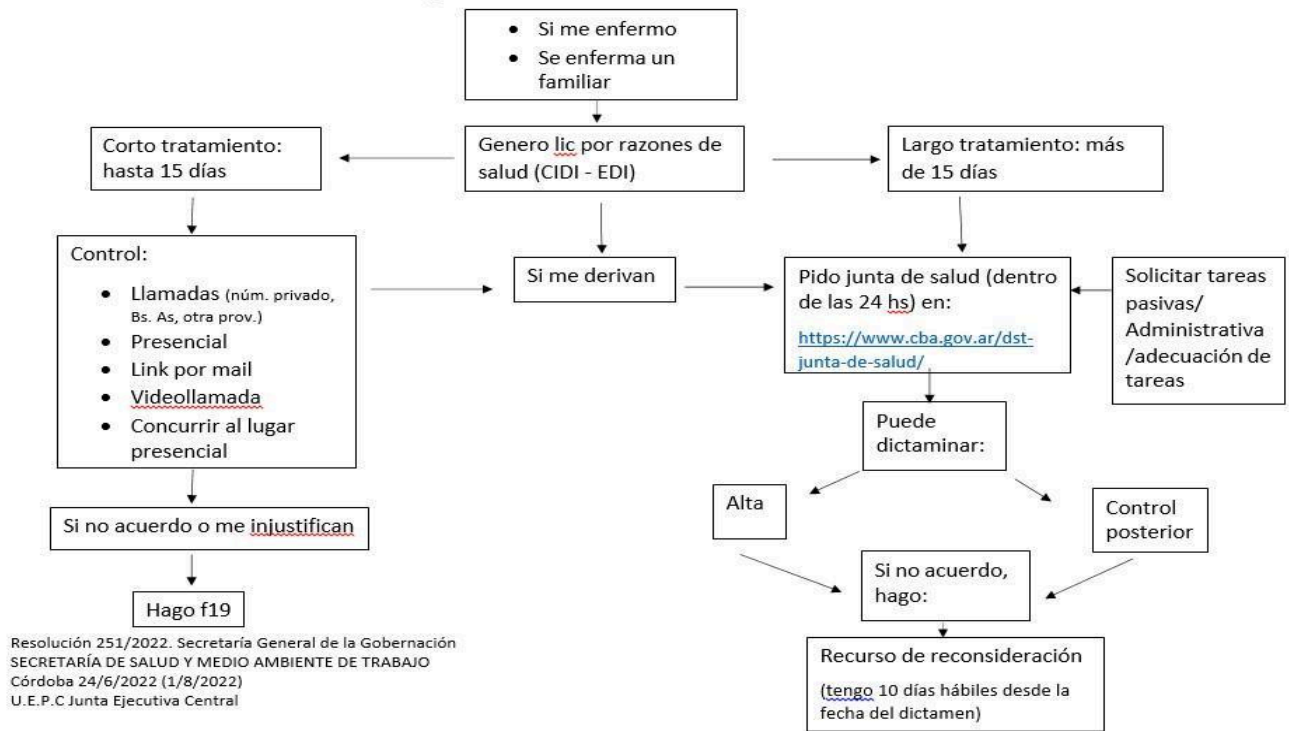 • Si me enfermo
• Se enferma un
familiar
Corto tratamiento:
hasta 15 días
Genero lic por razones de
salud (CIDI - EDI)
Largo tratamiento: más
de 15 días
Control:
• Llamadas (núm. privado,
Bs. As, otra prov.)
• Presencial
• Link por mail
• Videollamada
• Concurrir al lugar
presencial
Si me derivan
Pido junta de salud (dentro
de las 24 hs) en:
https://www.cba.gov.ar/dst-
junta-de-salud/
Solicitar tareas
pasivas/
Administrativa
/adecuación de
tareas
Puede
dictaminar:
Alta
Control
posterior
Si no acuerdo o me injustifican
Si no acuerdo,
hago:
Hago f19
Recurso de reconsideración
(tengo 10 días hábiles desde la
fecha del dictamen)
Resolución 251/2022. Secretaría General de la Gobernación
SECRETARÍA DE SALUD Y MEDIO AMBIENTE DE TRABAJO
Córdoba 24/6/2022 (1/8/2022)
U.E.P.C Junta Ejecutiva Central